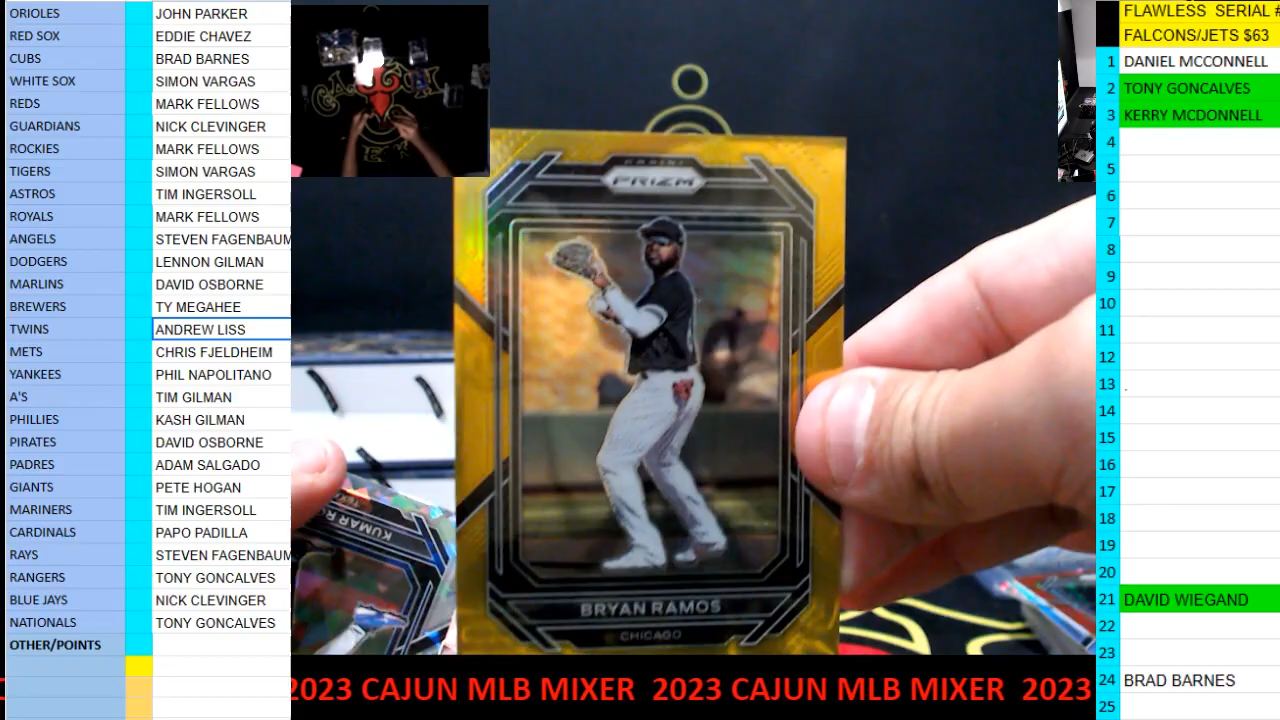 ORIOLES JOHN PARKER
RED SOX EDDIE CHAVEZ
CUBS BRAD BARNES
WHITE SOX SIMON VARGAS
REDS MARK FELLOWS
GUARDIANS NICK CLEVINGER
ROCKIES MARK FELLOWS
TIGERS SIMON VARGAS
ASTROS TIM INGERSOLL
ROYALS MARK FELLOWS
ANGELS STEVEN FAGENBAUM
DODGERS LENNON GILMAN
MARLINS DAVID OSBORNE
BREWERS TY MEGAHEE
TWINS ANDREW LISS
METS CHRIS FJELDHEIM
YANKEES PHIL NAPOLITANO
A'S TIM GILMAN
PHILLIES KASH GILMAN
PIRATES DAVID OSBORNE
PADRES ADAM SALGADO
GIANTS PETE HOGAN
MARINERS TIM INGERSOLL
CARDINALS PAPO PADILLA
RAYS STEVEN FAGENBAUM
RANGERS TONY GONCALVES
BLUE JAYS NICK CLEVINGER
NATIONALS TONY GONCALVES
OTHER/POINTS
PANINI
PRIZM
BRYAN RAMOS
CHICAGO
KUMAR
2023 CAJUN MLB MIXER 2023 CAJUN MLB MIXER 2023
FLAWLESS SERIAL #
FALCONS/JETS $63
1 DANIEL MCCONNELL
2 TONY GONCALVES
3 KERRY MCDONNELL
4
5
6
7
8
9
10
11
12
13
14
15
16
17
18
19
20
21 DAVID WIEGAND
22
23
24 BRAD BARNES
25